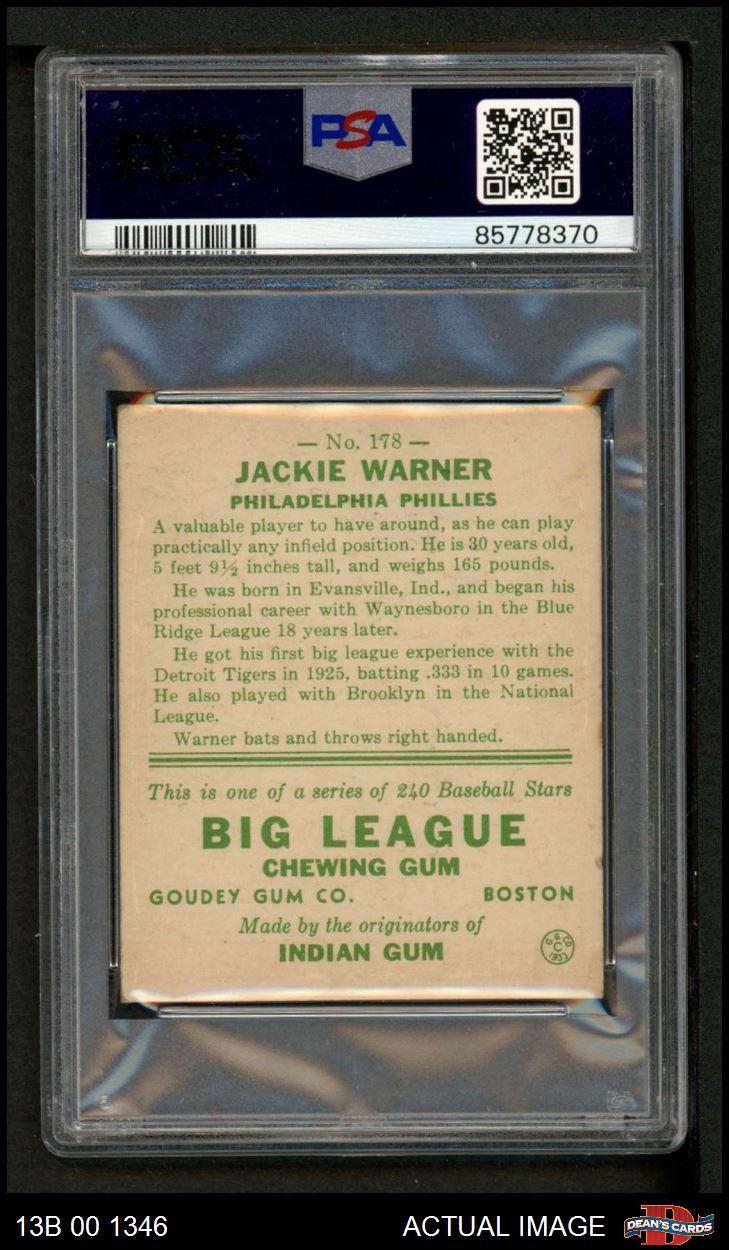 PSA
PSA
85778370
— No. 178 —
JACKIE WARNER
PHILADELPHIA PHILLIES
A valuable player to have around, as he can play
practically any infield position. He is 30 years old,
5 feet 9½ inches tall, and weighs 165 pounds.
He was born in Evansville, Ind., and began his
professional career with Waynesboro in the Blue
Ridge League 18 years later.
He got his first big league experience with the
Detroit Tigers in 1925, batting .333 in 10 games.
He also played with Brooklyn in the National
League.
Warner bats and throws right handed.
This is one of a series of 240 Baseball Stars
BIG LEAGUE
CHEWING GUM
GOUDEY GUM CO. BOSTON
Made by the originators of
INDIAN GUM
G. G. CO
C
1933
13B 00 1346 ACTUAL IMAGE DEAN'S CARDS